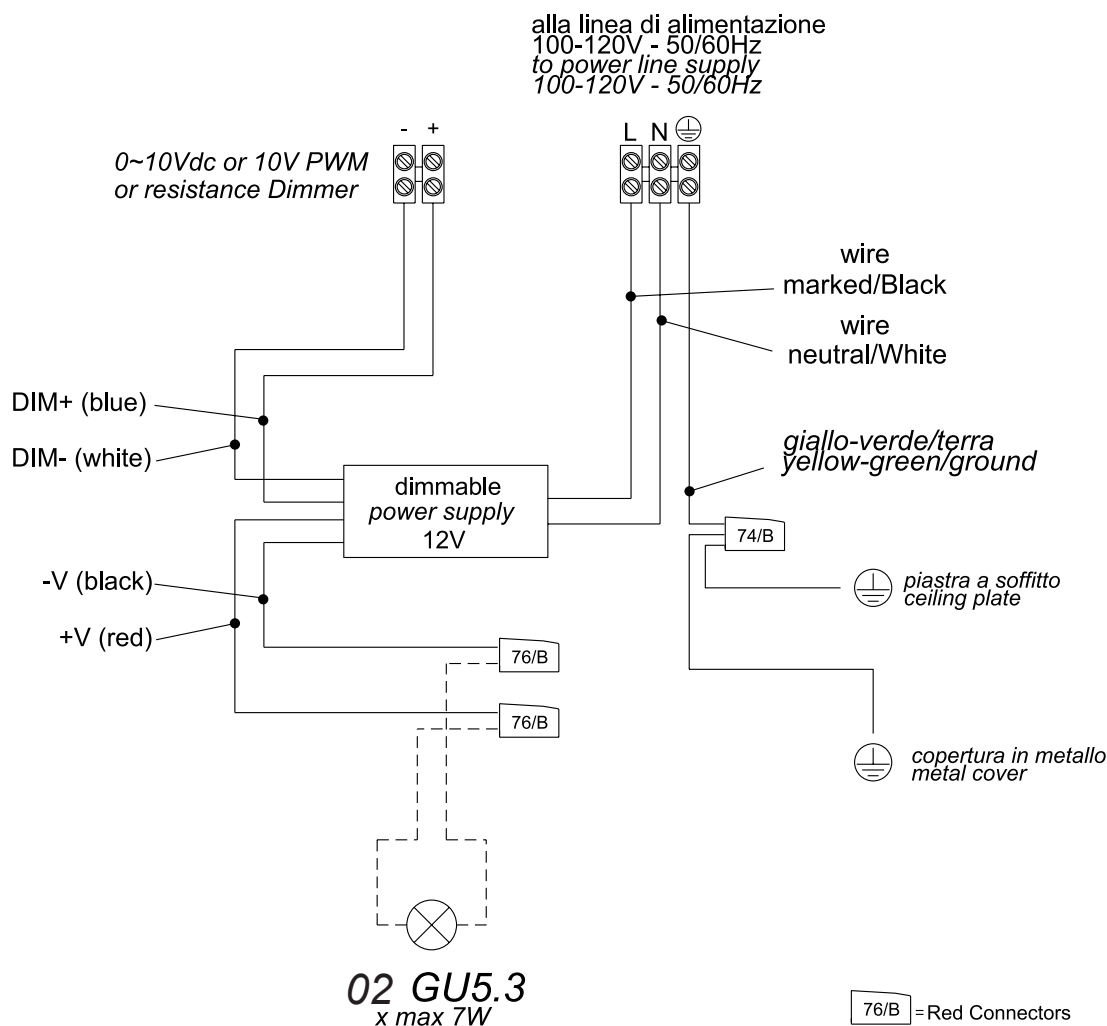 alla linea di alimentazione
100-120V - 50/60Hz
to power line supply
100-120V - 50/60Hz
- +
L N
0~10Vdc or 10V PWM
or resistance Dimmer
wire
marked/Black
wire
neutral/White
DIM+ (blue)
DIM- (white)
giallo-verde/terra
yellow-green/ground
dimmable
power supply
12V
74/B
-V (black)
+V (red)
piastra a soffitto
ceiling plate
76/B
76/B
copertura in metallo
metal cover
02 GU5.3
x max 7W
76/B = Red Connectors